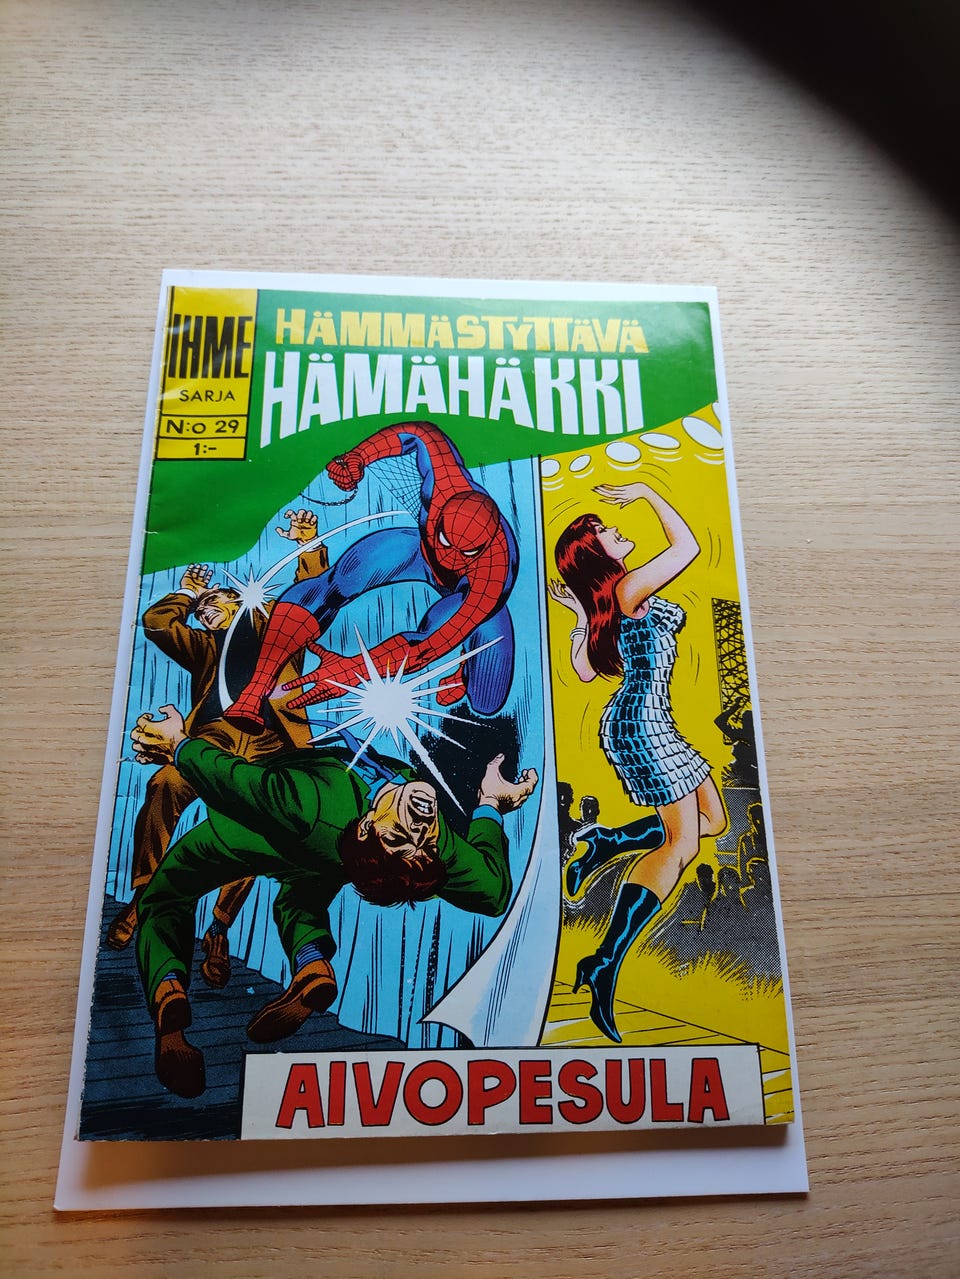 IHME
SARJA
N:o 29
1:-
HÄMMÄSTYTTÄVÄ
HÄMÄHÄKKI
AIVOPESULA